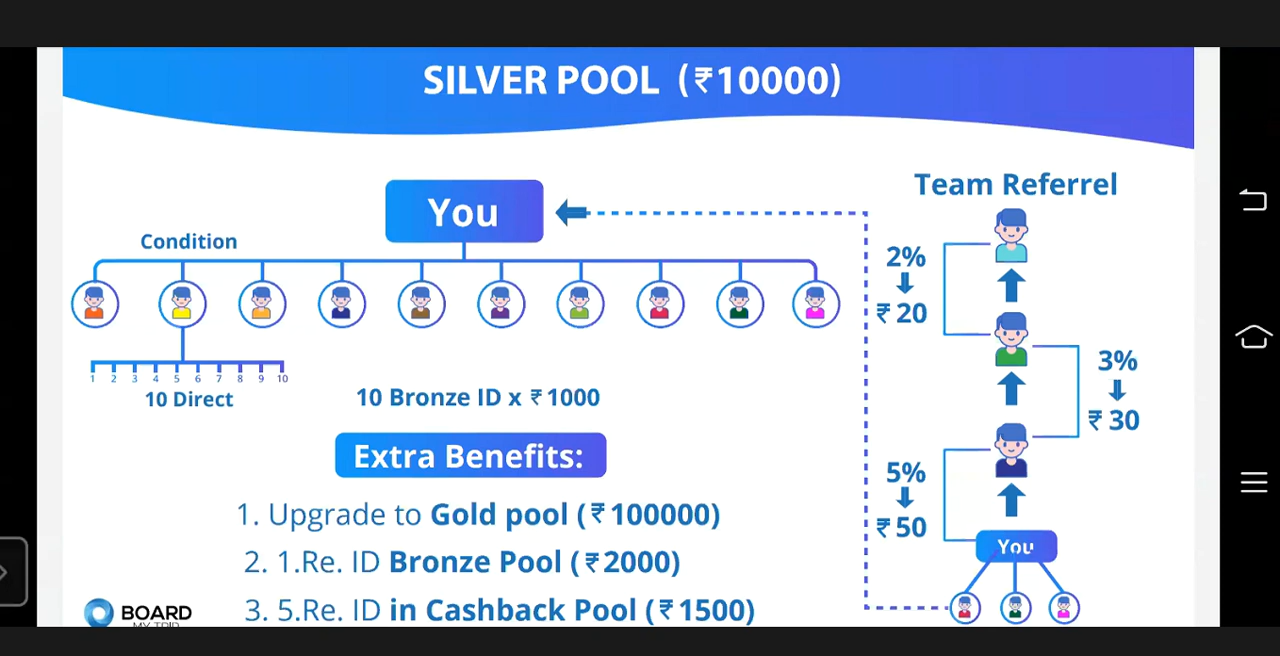 SILVER POOL (₹10000)
You
Condition
1 2 3 4 5 6 7 8 9 10
10 Direct
10 Bronze ID x ₹1000
Extra Benefits:
1. Upgrade to Gold pool (₹100000)
2. 1.Re. ID Bronze Pool (₹2000)
3. 5.Re. ID in Cashback Pool (₹1500)
BOARD
MY TRIP
Team Referrel
2%
₹20
3%
₹30
5%
₹50
You